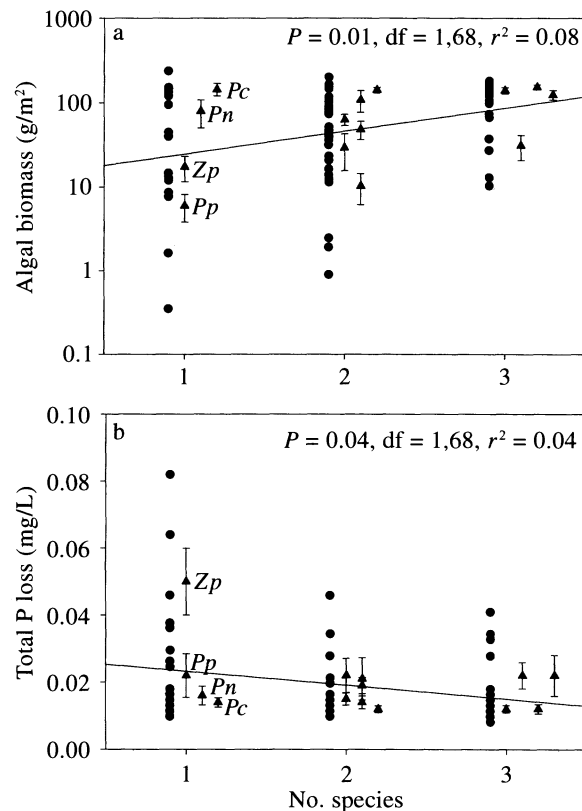 a
P = 0.01, df = 1,68, r² = 0.08
Algal biomass (g/m²)
1000
100
10
1
0.1
Pc
Pn
Zp
Pp
1 2 3
b
P = 0.04, df = 1,68, r² = 0.04
Total P loss (mg/L)
0.10
0.08
0.06
0.04
0.02
0.00
Zp
Pp
Pn
Pc
1 2 3
No. species